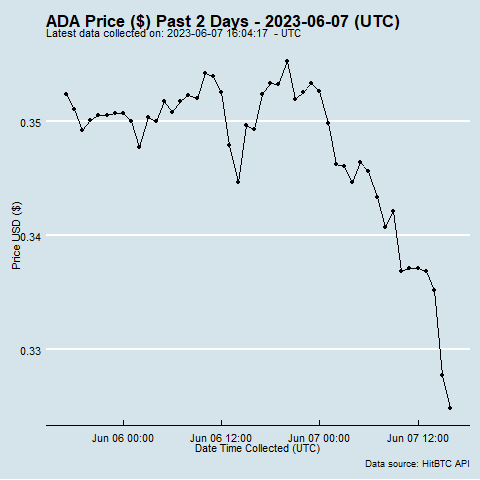 ADA Price ($) Past 2 Days - 2023-06-07 (UTC)
Latest data collected on: 2023-06-07 16:04:17 - UTC
Price USD ($)
0.35
0.34
0.33
Jun 06 00:00 Jun 06 12:00 Jun 07 00:00 Jun 07 12:00
Date Time Collected (UTC)
Data source: HitBTC API